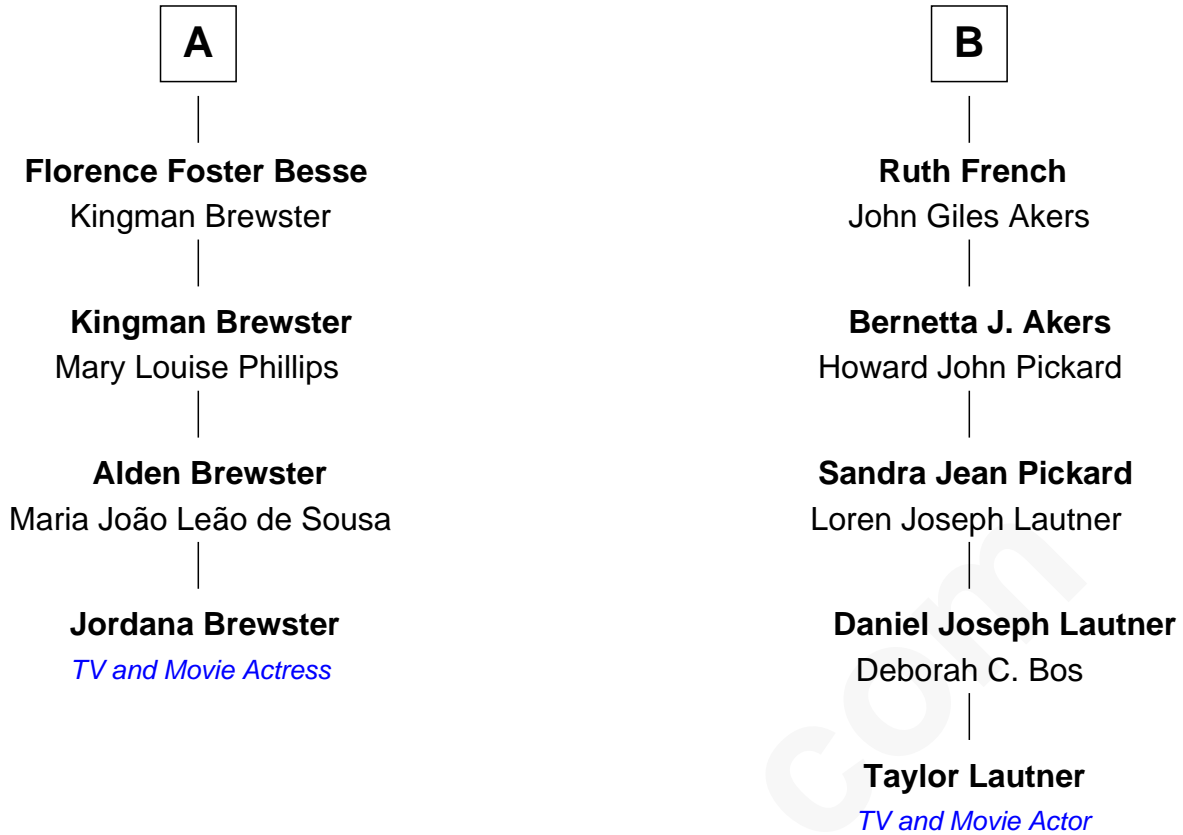 A
Florence Foster Besse
Kingman Brewster
Kingman Brewster
Mary Louise Phillips
Alden Brewster
Maria João Leão de Sousa
Jordana Brewster
TV and Movie Actress
B
Ruth French
John Giles Akers
Bernetta J. Akers
Howard John Pickard
Sandra Jean Pickard
Loren Joseph Lautner
Daniel Joseph Lautner
Deborah C. Bos
Taylor Lautner
TV and Movie Actor
com